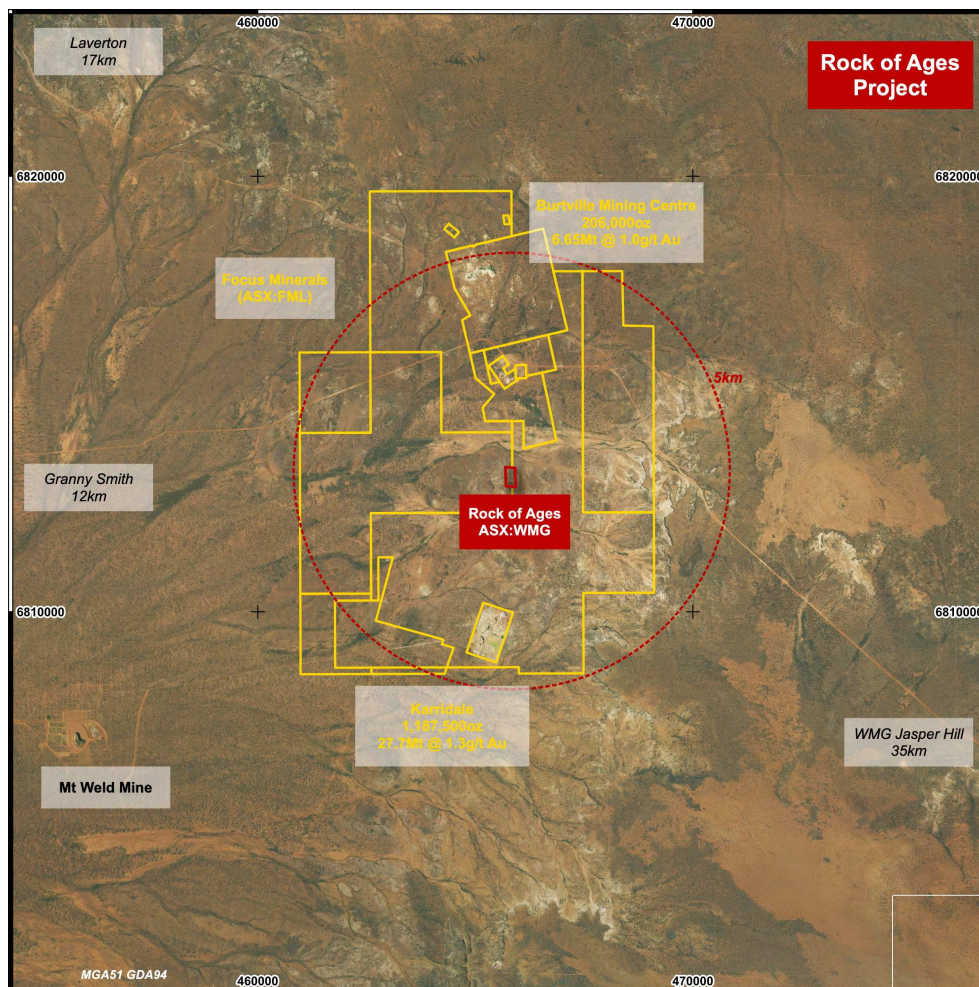 460000
470000
Laverton
17km
Rock of Ages
Project
6820000
6820000
Burtville Mining Centre
206,000oz
6.65Mt @ 1.0g/t Au
Focus Minerals
(ASX:FML)
5km
Granny Smith
12km
Rock of Ages
ASX:WMG
6810000
6810000
Karridale
1,187,500oz
27.7Mt @ 1.3g/t Au
WMG Jasper Hill
35km
Mt Weld Mine
MGA51 GDA94
460000
470000